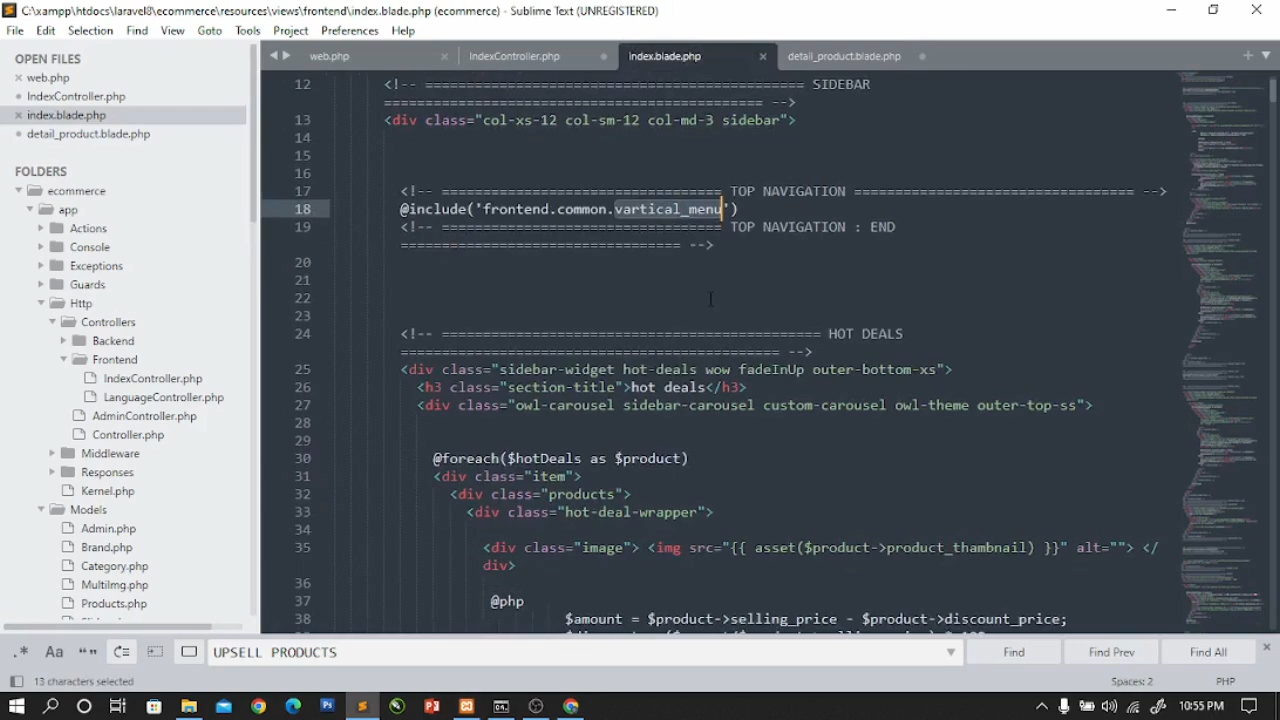 C:\xampp\htdocs\laravel8\ecommerce\resources\views\frontend\index.blade.php (ecommerce) - Sublime Text (UNREGISTERED)
File Edit Selection Find View Goto Tools Project Preferences Help
OPEN FILES
web.php
IndexController.php
index.blade.php
detail_product.blade.php
FOLDERS
ecommerce
app
Actions
Console
Exceptions
Guards
Http
Controllers
Backend
Frontend
IndexController.php
LanguageController.php
AdminController.php
Controller.php
Middleware
Responses
Kernel.php
Models
Admin.php
Brand.php
Category.php
MultiImg.php
Products.php
web.php IndexController.php index.blade.php detail_product.blade.php
12 <!-- ============================================== SIDEBAR
============================================== -->
13 <div class="col-xs-12 col-sm-12 col-md-3 sidebar">
14
15
16
17 <!-- ================================== TOP NAVIGATION ================================== -->
18 @include('frontend.common.vartical_menu')
19 <!-- ================================== TOP NAVIGATION : END
================================== -->
20
21
22
23
24 <!-- ============================================== HOT DEALS
============================================== -->
25 <div class="sidebar-widget hot-deals wow fadeInUp outer-bottom-xs">
26 <h3 class="section-title">hot deals</h3>
27 <div class="owl-carousel sidebar-carousel custom-carousel owl-theme outer-top-ss">
28
29
30 @foreach($hotDeals as $product)
31 <div class="item">
32 <div class="products">
33 <div class="hot-deal-wrapper">
34
35 <div class="image"> <img src="{{ asset($product->product_thambnail) }}" alt=""> </
div>
36
37 @php
38 $amount = $product->selling_price - $product->discount_price;
.* Aa “” UPSELL PRODUCTS Find Find Prev Find All
13 characters selected Spaces: 2 PHP
10:55 PM